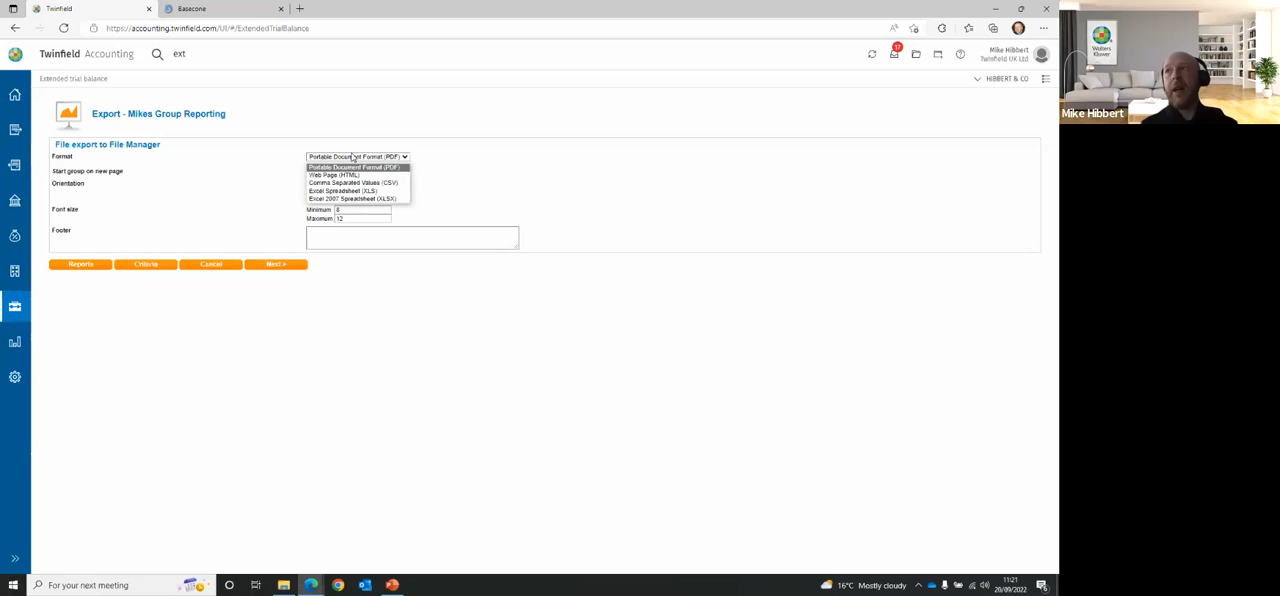 Twinfield
Basecone
https://accounting.twinfield.com/UI/#/ExtendedTrialBalance
Twinfield Accounting
ext
17
Mike Hibbert
Twinfield UK Ltd
Extended trial balance
HIBBERT & CO
Export - Mikes Group Reporting
File export to File Manager
Format
Portable Document Format (PDF)
Portable Document Format (PDF)
Web Page (HTML)
Comma Separated Values (CSV)
Excel Spreadsheet (XLS)
Excel 2007 Spreadsheet (XLSX)
Start group on new page
Orientation
Font size
Minimum 8
Maximum 12
Footer
Reports
Criteria
Cancel
Next >
Wolters Kluwer
Mike Hibbert
For your next meeting
16°C Mostly cloudy
11:21
20/09/2022